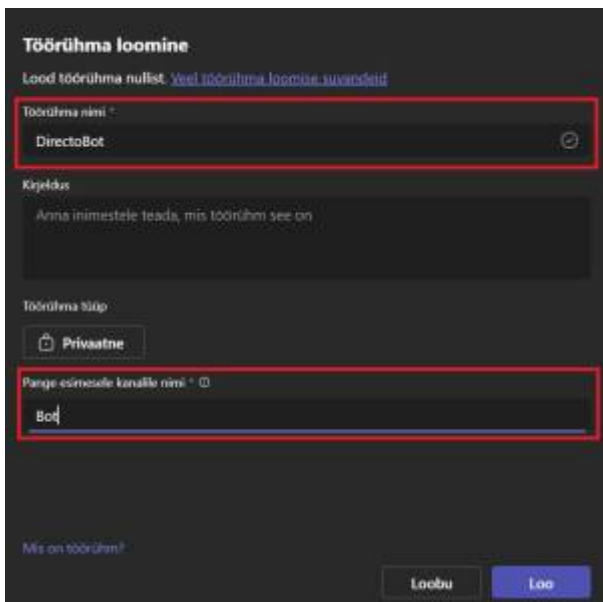 Töörühma loomine
Lood töörühma nullist. Veel töörühma loomise suvandeid
Töörühma nimi *
DirectoBot
Kirjeldus
Anna inimestele teada, mis töörühm see on
Töörühma tüüp
Privaatne
Pange esimesele kanalile nimi *
Bot
Mis on töörühm?
Loobu
Loo